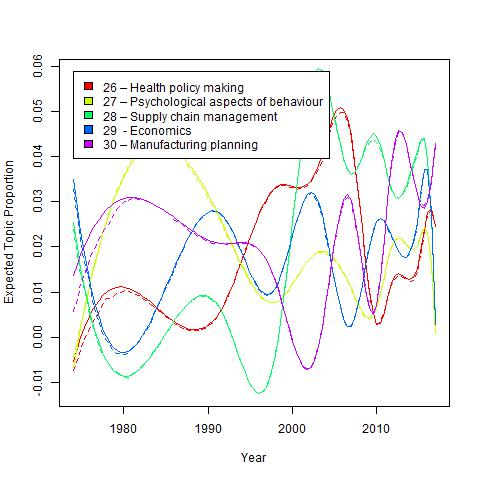 0.06
0.05
0.04
0.03
0.02
0.01
0.00
-0.01
Expected Topic Proportion
26 – Health policy making
27 – Psychological aspects of behaviour
28 – Supply chain management
29 - Economics
30 – Manufacturing planning
1980 1990 2000 2010
Year